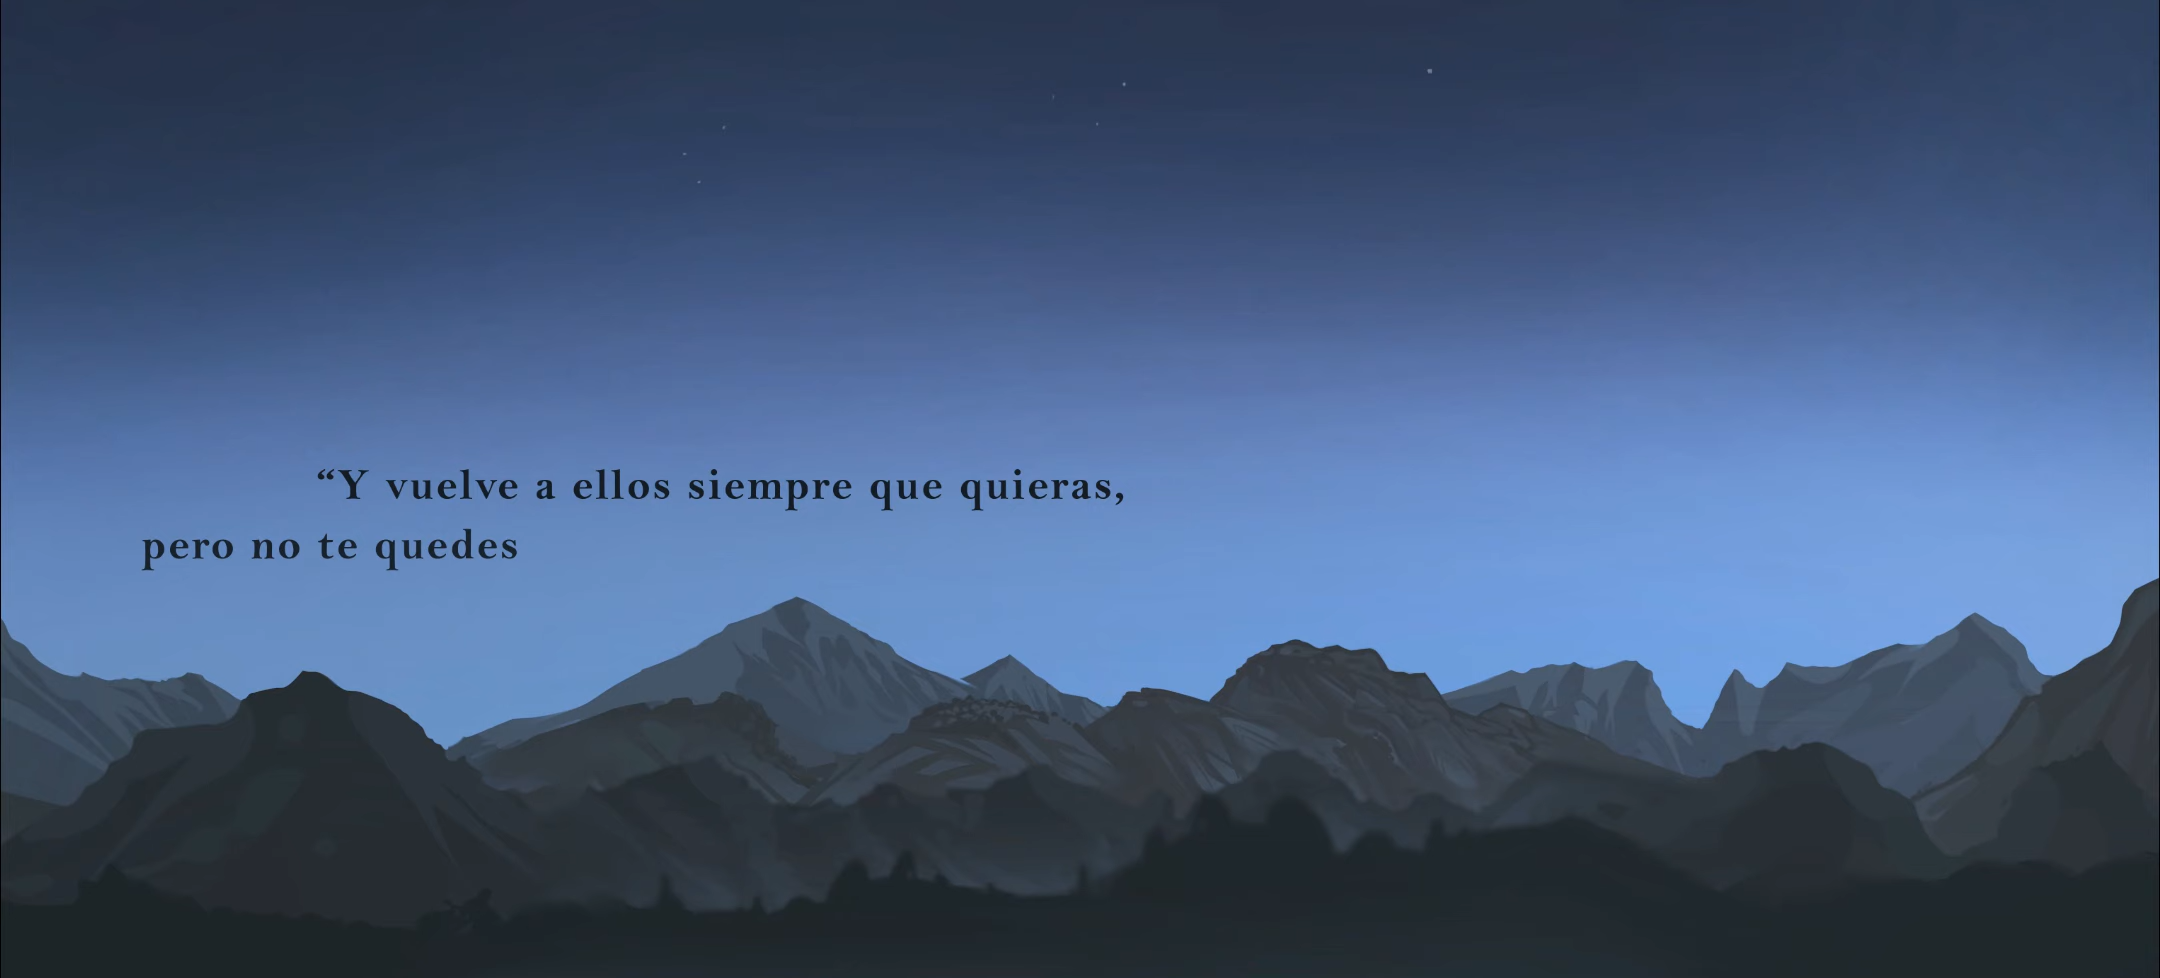 “Y vuelve a ellos siempre que quieras,
pero no te quedes